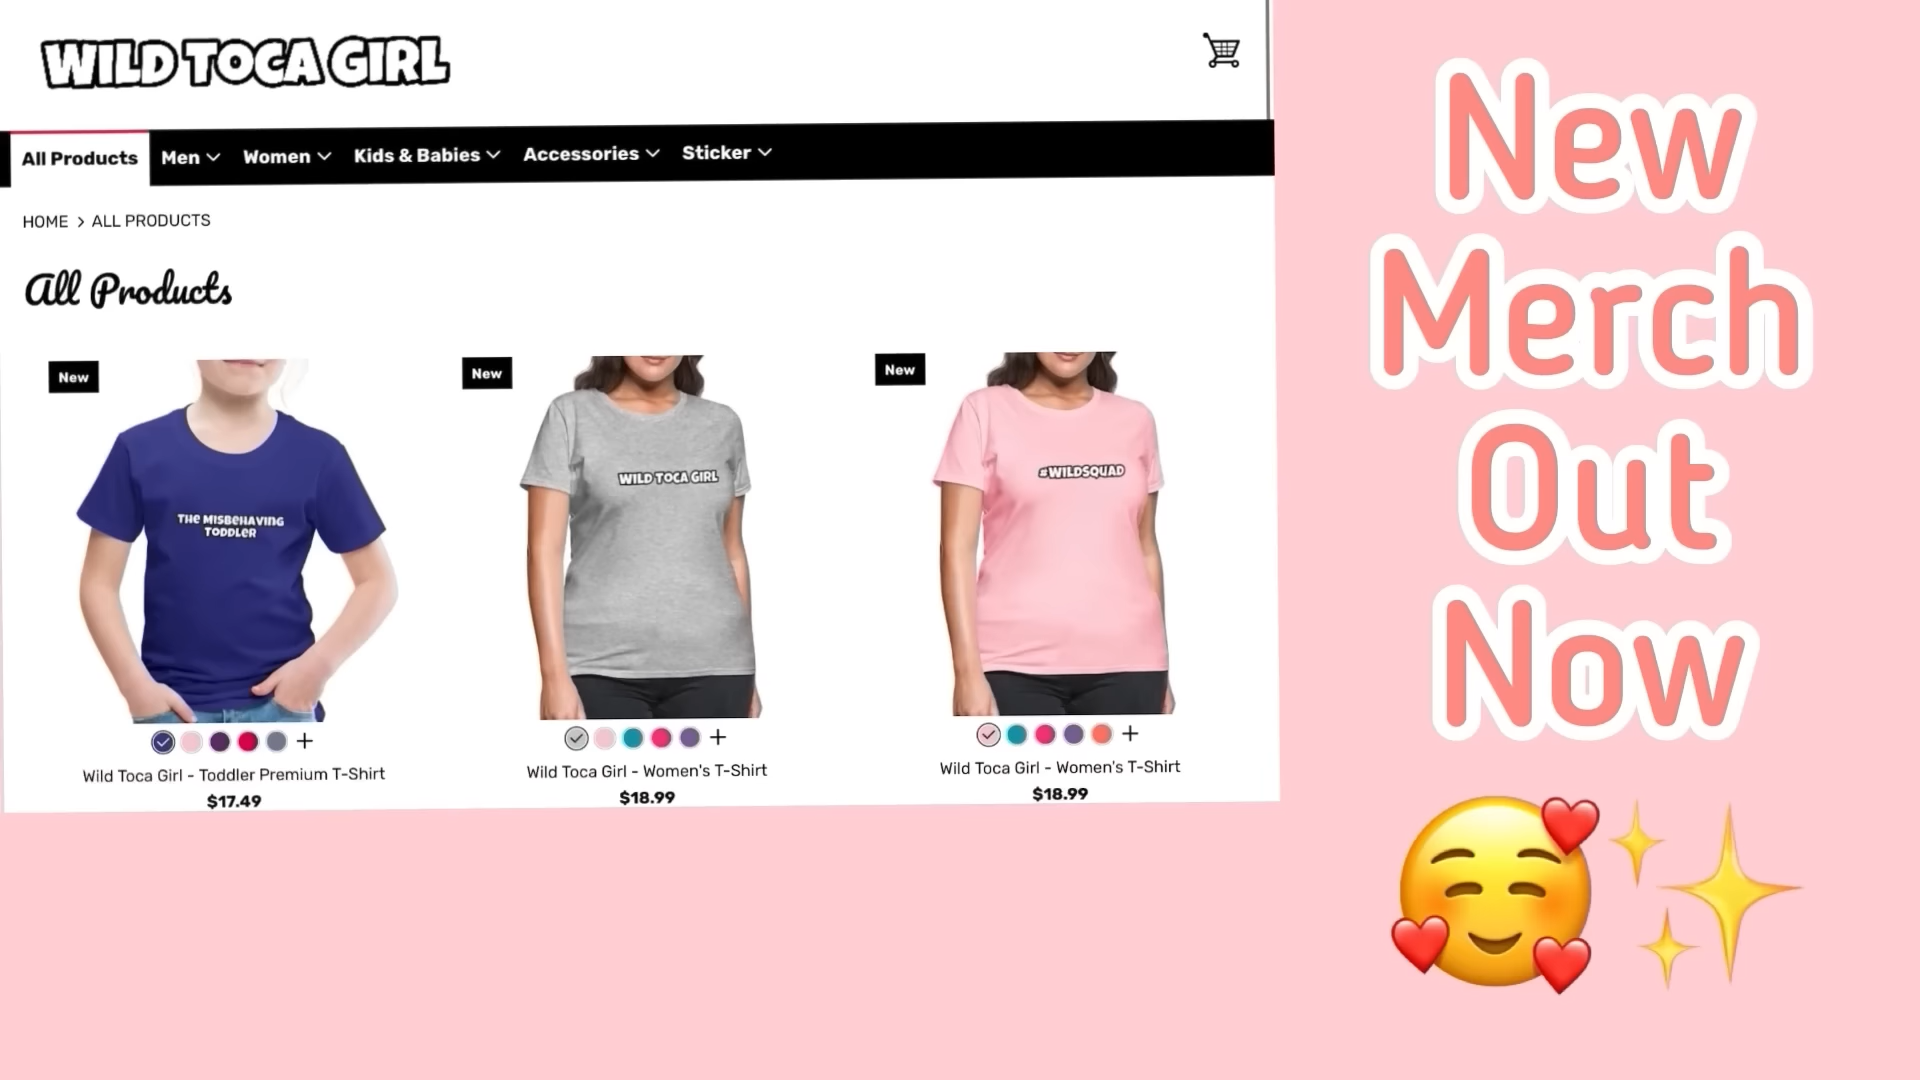 WILD TOCA GIRL
All Products
Men
Women
Kids & Babies
Accessories
Sticker
HOME > ALL PRODUCTS
All Products
New
New
New
THE MISBEHAVING
TODDLER
WILD TOCA GIRL
#WILDSQUAD
Wild Toca Girl - Toddler Premium T-Shirt
$17.49
Wild Toca Girl - Women's T-Shirt
$18.99
Wild Toca Girl - Women's T-Shirt
$18.99
New
Merch
Out
Now